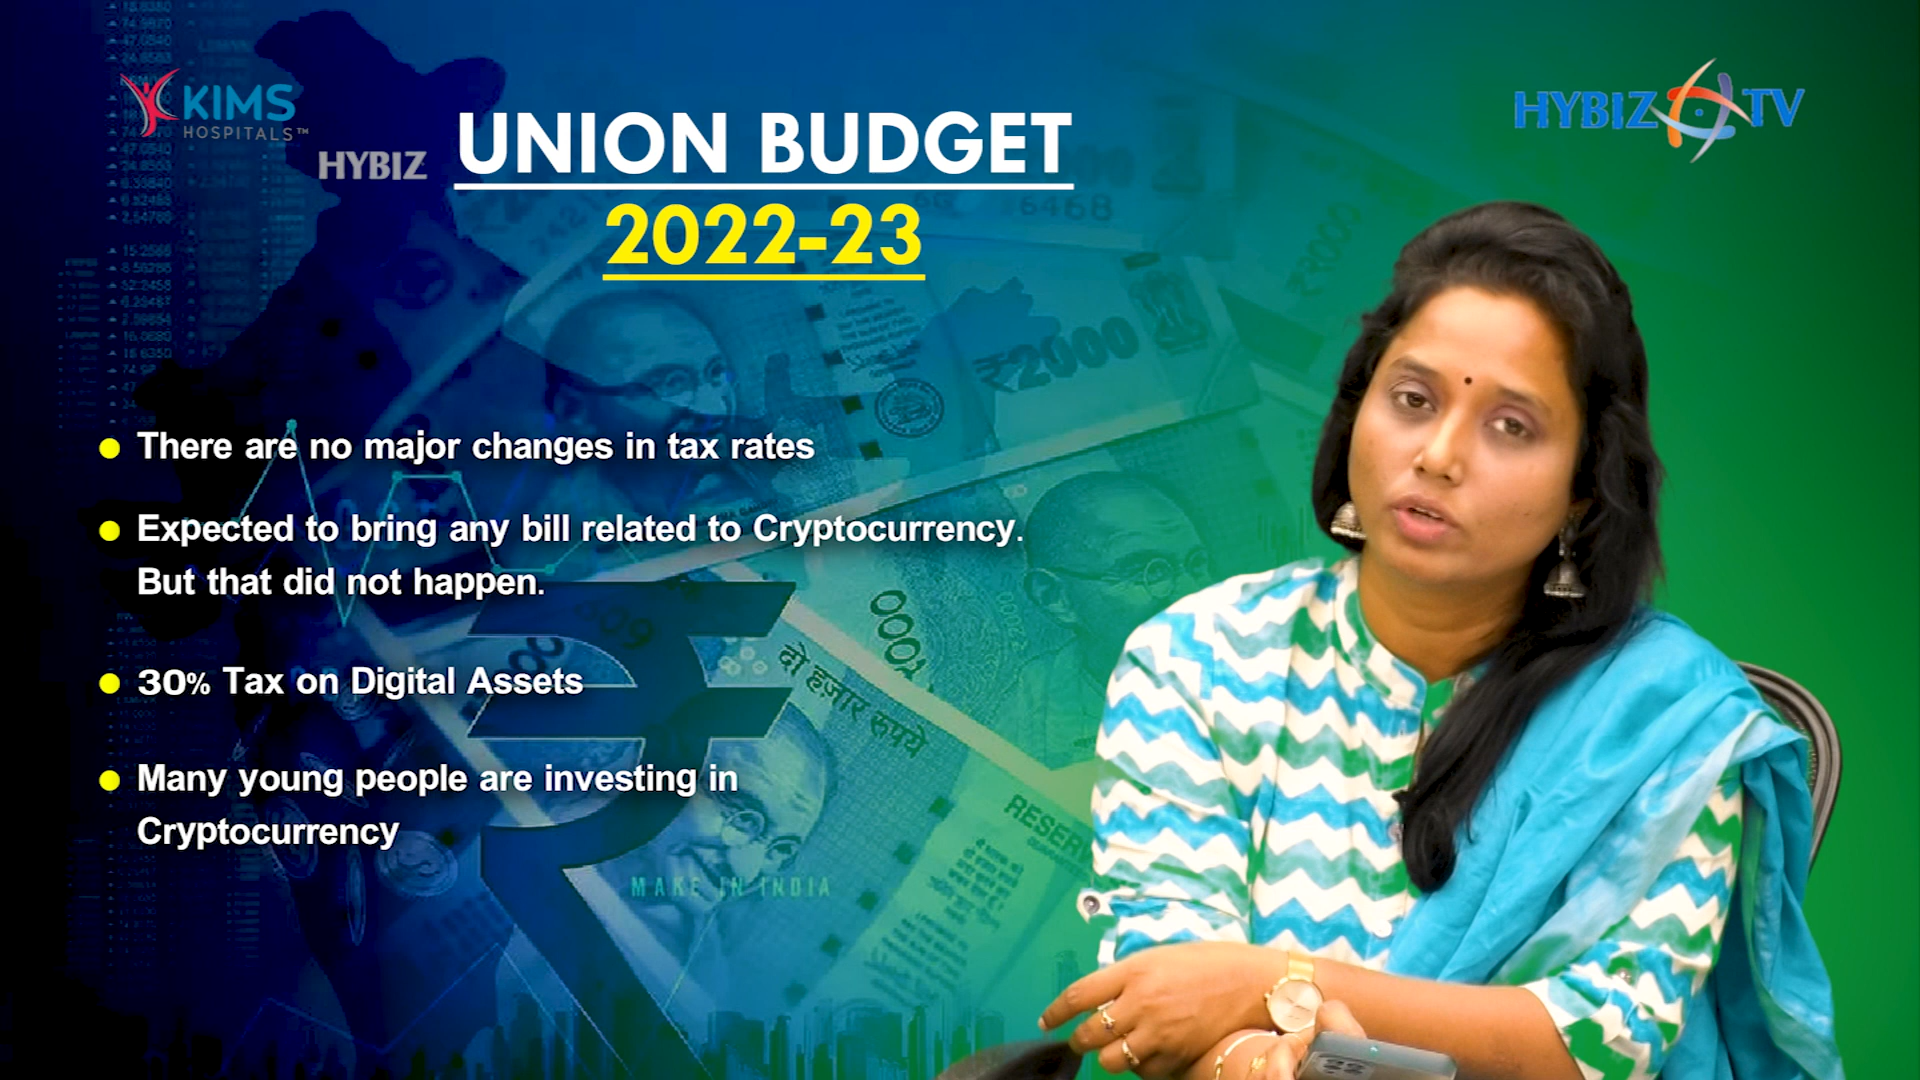 KIMS
HOSPITALS™
HYBIZ
UNION BUDGET
2022-23
HYBIZ TV
₹2000
There are no major changes in tax rates
Expected to bring any bill related to Cryptocurrency.
But that did not happen.
दो हज़ार रुपये
30% Tax on Digital Assets
Many young people are investing in
Cryptocurrency
MAKE IN INDIA